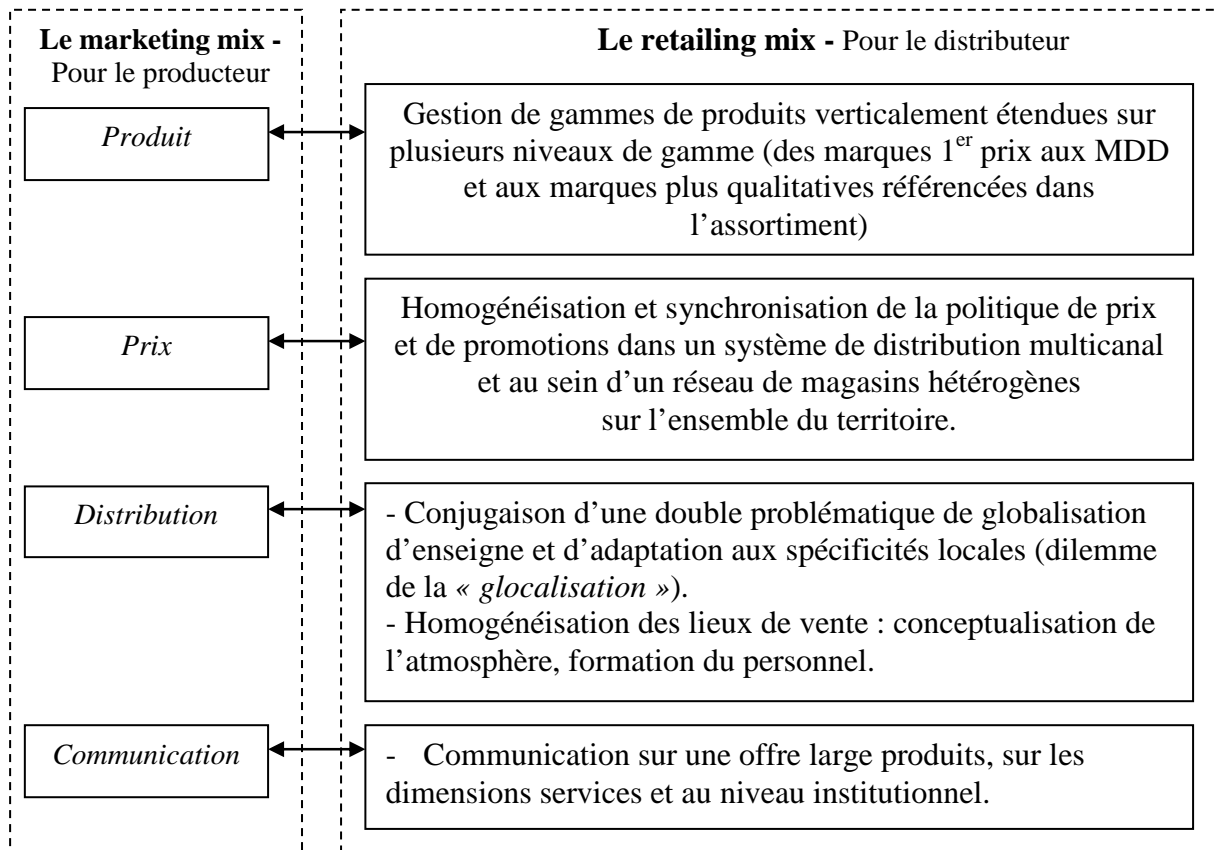 Le marketing mix -
Pour le producteur
Le retailing mix - Pour le distributeur
Produit
Gestion de gammes de produits verticalement étendues sur
plusieurs niveaux de gamme (des marques 1er prix aux MDD
et aux marques plus qualitatives référencées dans
l’assortiment)
Prix
Homogénéisation et synchronisation de la politique de prix
et de promotions dans un système de distribution multicanal
et au sein d’un réseau de magasins hétérogènes
sur l’ensemble du territoire.
Distribution
- Conjugaison d’une double problématique de globalisation
d’enseigne et d’adaptation aux spécificités locales (dilemme
de la « glocalisation »).
- Homogénéisation des lieux de vente : conceptualisation de
l’atmosphère, formation du personnel.
Communication
- Communication sur une offre large produits, sur les
dimensions services et au niveau institutionnel.